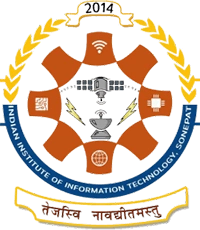 2014
INDIAN INSTITUTE OF INFORMATION TECHNOLOGY, SONEPAT
तेजस्वि नावधीतमस्तु